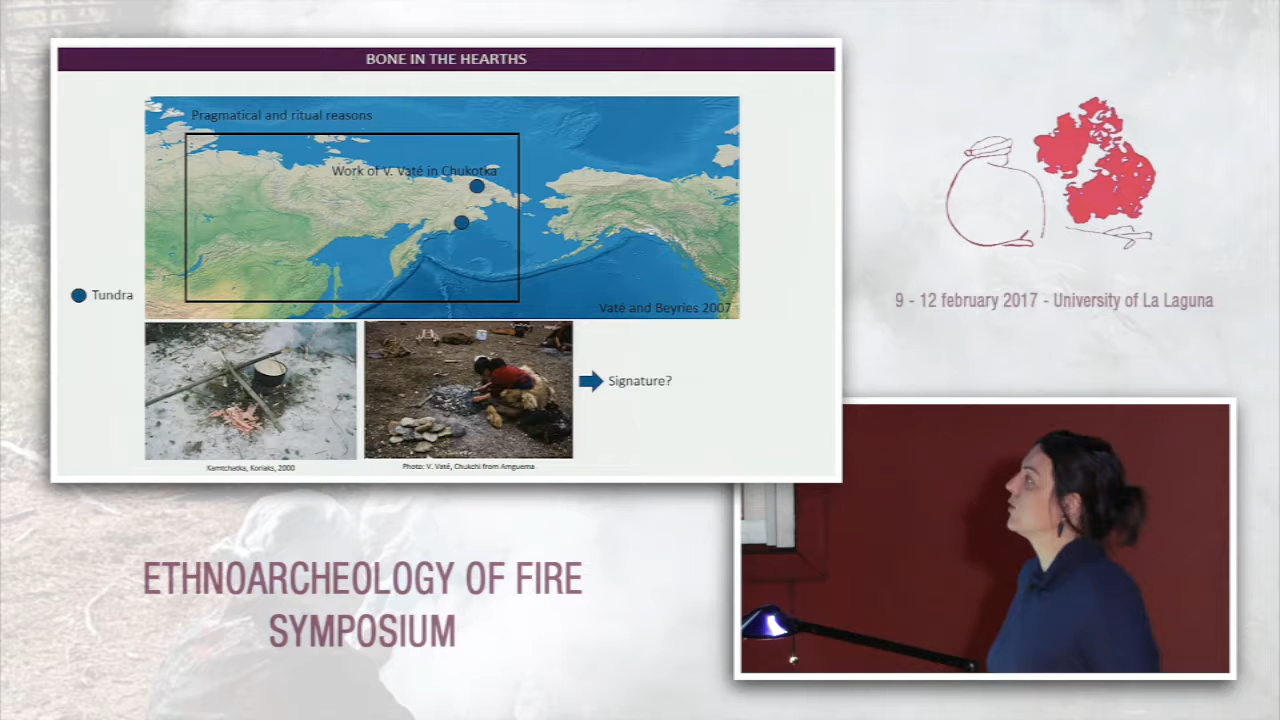 BONE IN THE HEARTHS
Pragmatical and ritual reasons
Work of V. Vaté in Chukotka
Tundra
Vaté and Beyries 2007
Signature?
Kamtchatka, Koriaks, 2000
Photo: V. Vaté, Chukchi from Amguema
9 - 12 february 2017 - University of La Laguna
ETHNOARCHEOLOGY OF FIRE
SYMPOSIUM